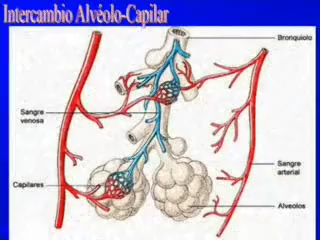 Intercambio Alvéolo-Capilar
Bronquiolo
Sangre
venosa
Sangre
arterial
Capilares
Alveolos